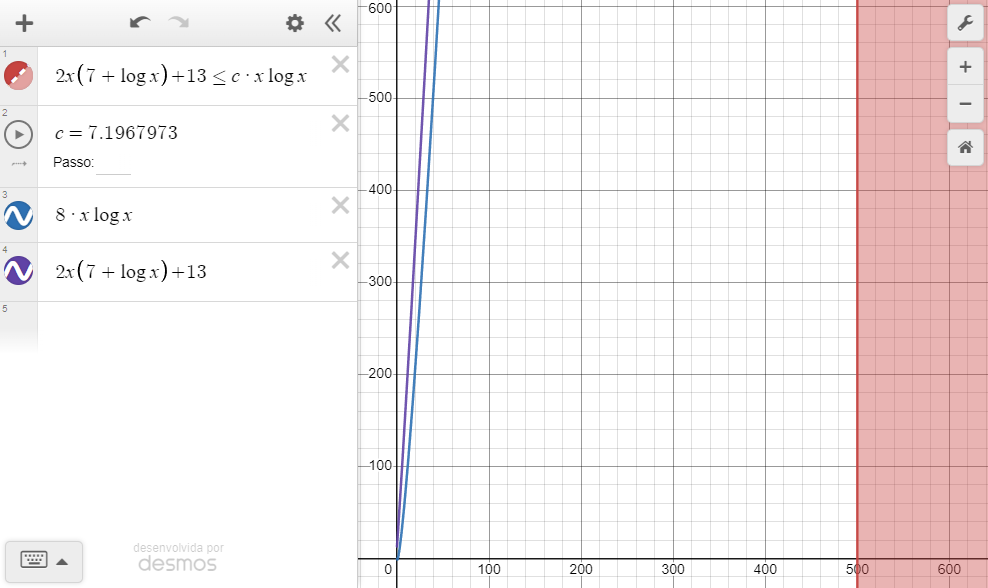 1
2x(7 + log x)+13 ≤ c · x log x
2
c = 7.1967973
Passo:
3
8 · x log x
4
2x(7 + log x)+13
5
desenvolvida por
desmos
600
500
400
300
200
100
0 100 200 300 400 500 600